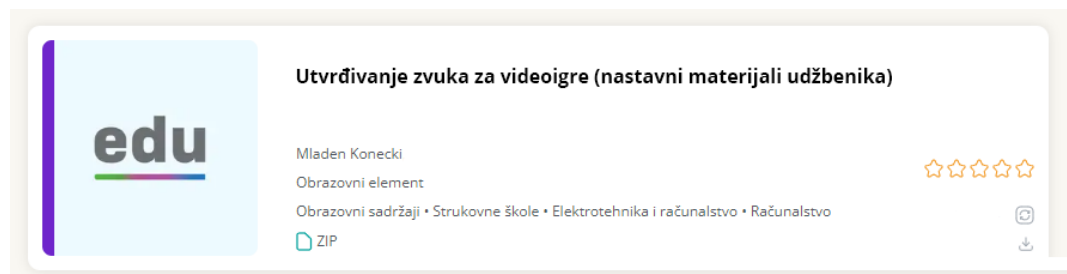 edu
Utvrđivanje zvuka za videoigre (nastavni materijali udžbenika)
Mladen Konecki
Obrazovni element
Obrazovni sadržaji • Strukovne škole • Elektrotehnika i računalstvo • Računalstvo
ZIP